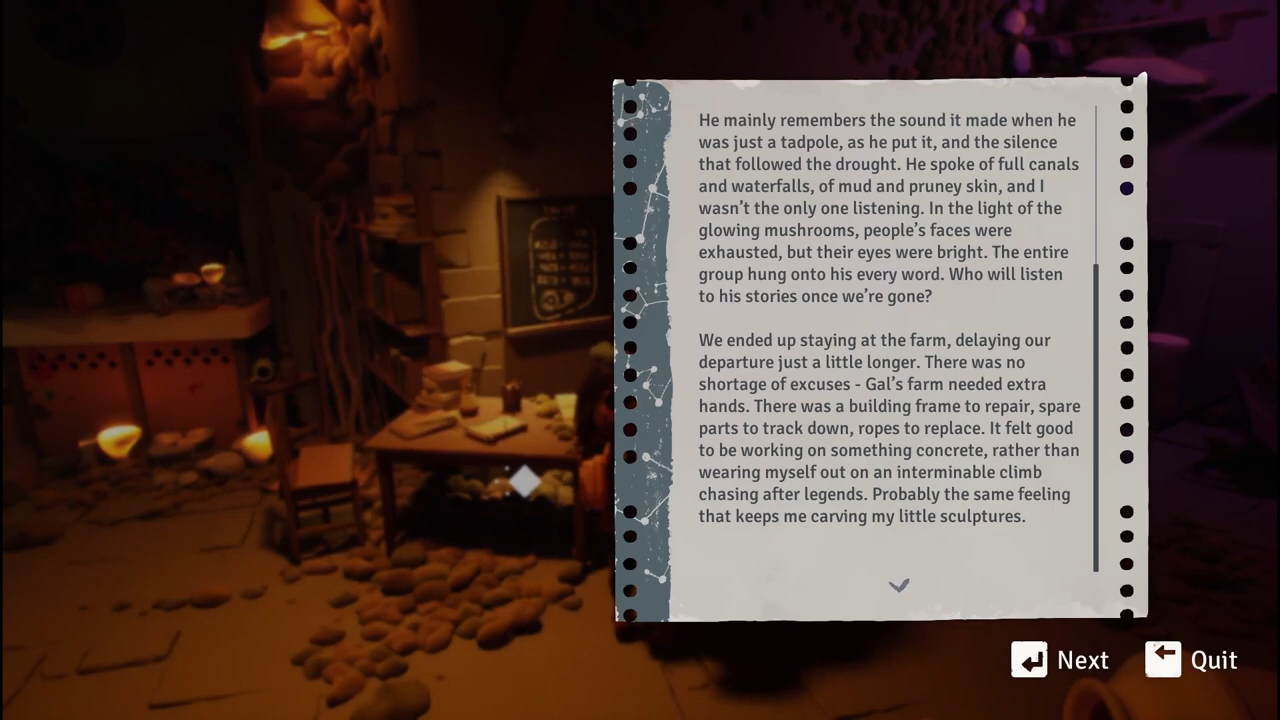 He mainly remembers the sound it made when he
was just a tadpole, as he put it, and the silence
that followed the drought. He spoke of full canals
and waterfalls, of mud and pruney skin, and I
wasn’t the only one listening. In the light of the
glowing mushrooms, people’s faces were
exhausted, but their eyes were bright. The entire
group hung onto his every word. Who will listen
to his stories once we’re gone?
We ended up staying at the farm, delaying our
departure just a little longer. There was no
shortage of excuses - Gal’s farm needed extra
hands. There was a building frame to repair, spare
parts to track down, ropes to replace. It felt good
to be working on something concrete, rather than
wearing myself out on an interminable climb
chasing after legends. Probably the same feeling
that keeps me carving my little sculptures.
Next
Quit